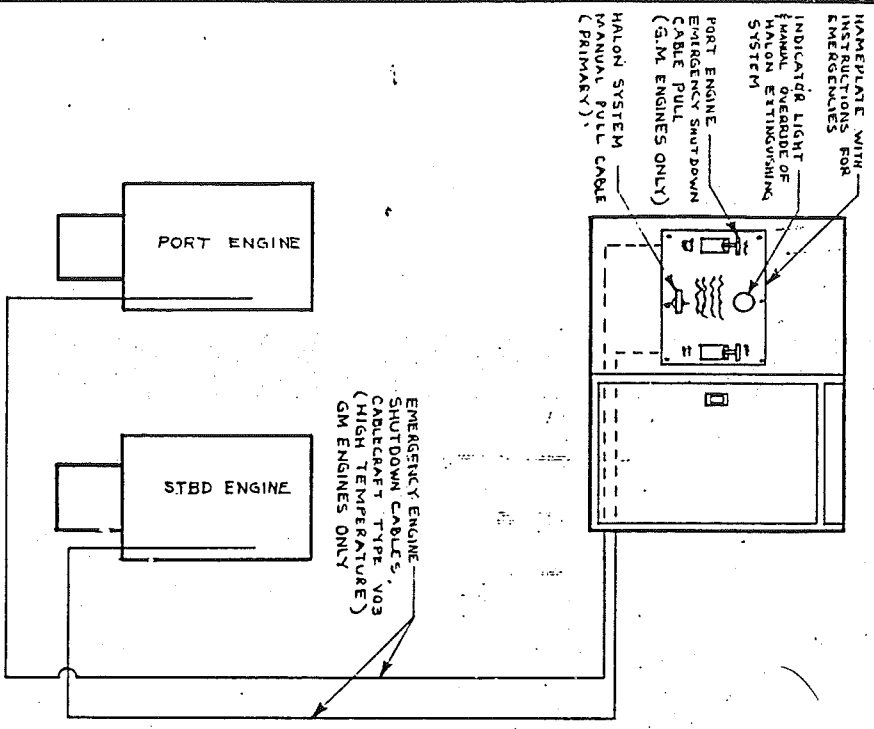 NAMEPLATE WITH
INSTRUCTIONS FOR
EMERGENCIES
INDICATOR LIGHT
& MANUAL OVERRIDE OF
HALON EXTINGUISHING
SYSTEM
PORT ENGINE
EMERGENCY SHUTDOWN
CABLE PULL
(G.M. ENGINES ONLY)
HALON SYSTEM
MANUAL PULL CABLE
(PRIMARY)
PORT ENGINE
STBD ENGINE
EMERGENCY ENGINE
SHUTDOWN CABLES,
CABLECRAFT TYPE V03
(HIGH TEMPERATURE)
GM ENGINES ONLY